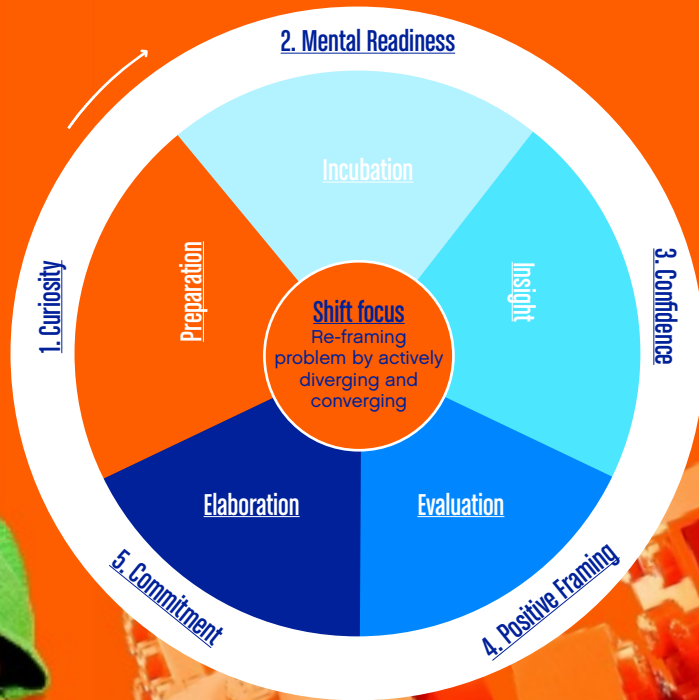 2. Mental Readiness
Incubation
Preparation
Insight
1. Curiosity
3. Confidence
Shift focus
Re-framing
problem by actively
diverging and
converging
Elaboration
Evaluation
5. Commitment
4. Positive Framing